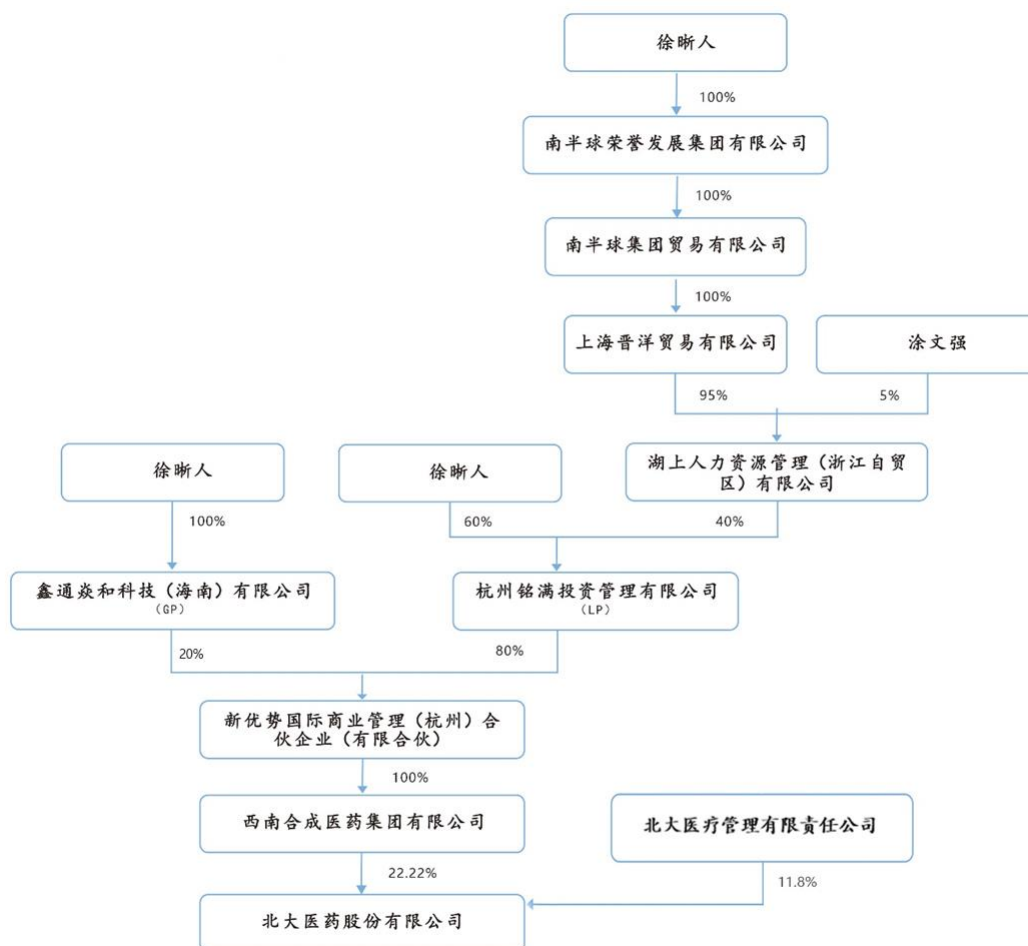 徐晰人
100%
南半球荣誉发展集团有限公司
100%
南半球集团贸易有限公司
100%
上海晋洋贸易有限公司
涂文强
95%
5%
徐晰人
徐晰人
湖上人力资源管理（浙江自贸
区）有限公司
100%
60%
40%
鑫通焱和科技（海南）有限公司
（GP）
杭州铭满投资管理有限公司
（LP）
20%
80%
新优势国际商业管理（杭州）合
伙企业（有限合伙）
100%
西南合成医药集团有限公司
北大医疗管理有限责任公司
22.22%
11.8%
北大医药股份有限公司